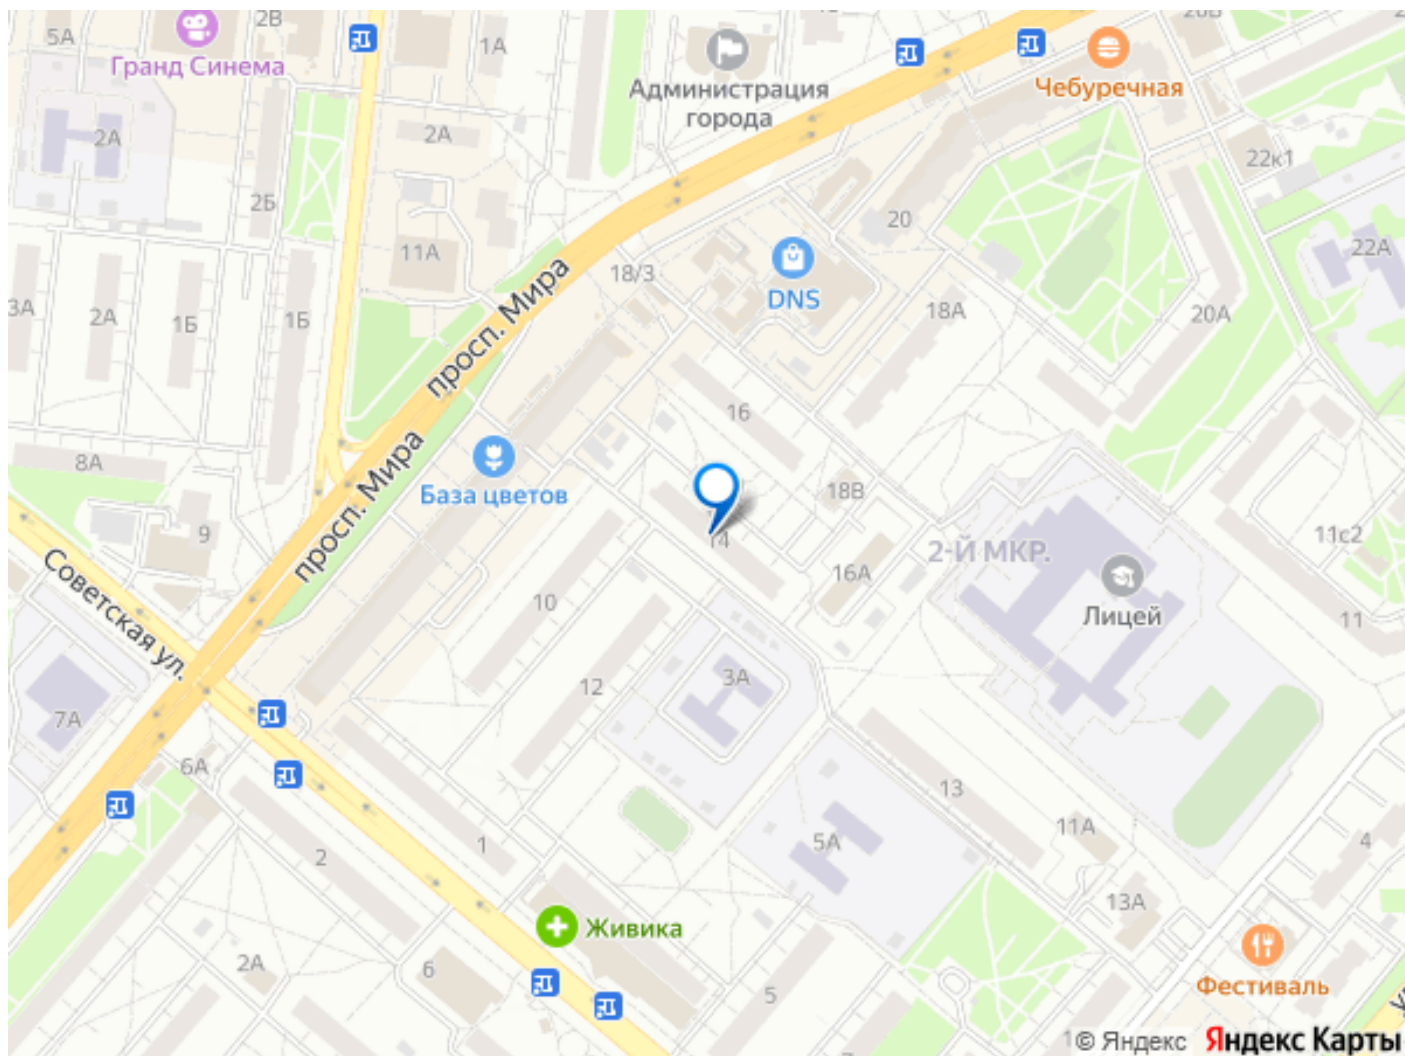 5А
2В
1А
Гранд Синема
2А
2А
2Б
11А
3А
2А
1Б
1Б
8А
9
Администрация
города
Чебуречная
22к1
22А
20
20А
18/3
DNS
18А
просп. Мира
просп. Мира
16
База цветов
18В
14
16А
2-Й МКР.
Лицей
11с2
11
Советская ул.
10
12
3А
7А
6А
13
11А
4
2
1
5А
13А
Живика
2А
6
5
Фестиваль
© Яндекс Яндекс Карты